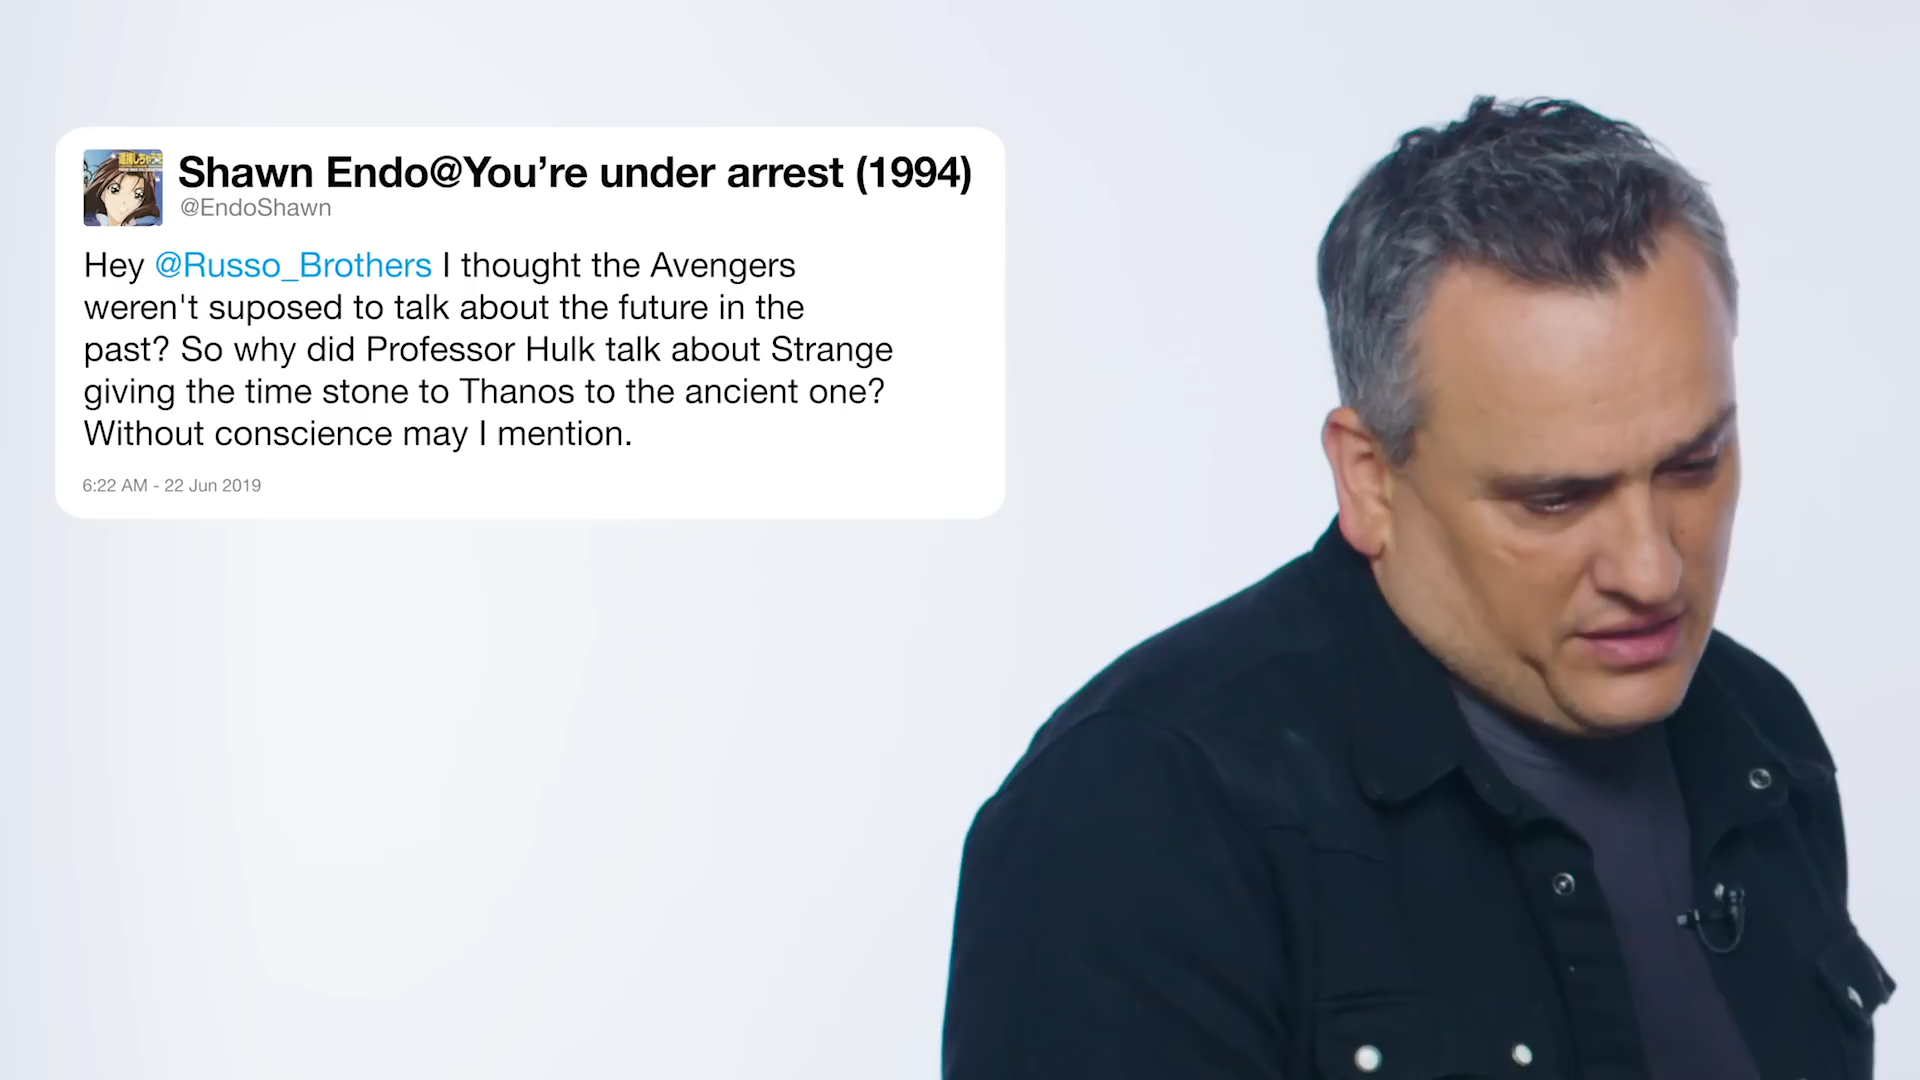 Shawn Endo@You’re under arrest (1994)
@EndoShawn
Hey @Russo_Brothers I thought the Avengers
weren't suposed to talk about the future in the
past? So why did Professor Hulk talk about Strange
giving the time stone to Thanos to the ancient one?
Without conscience may I mention.
6:22 AM - 22 Jun 2019